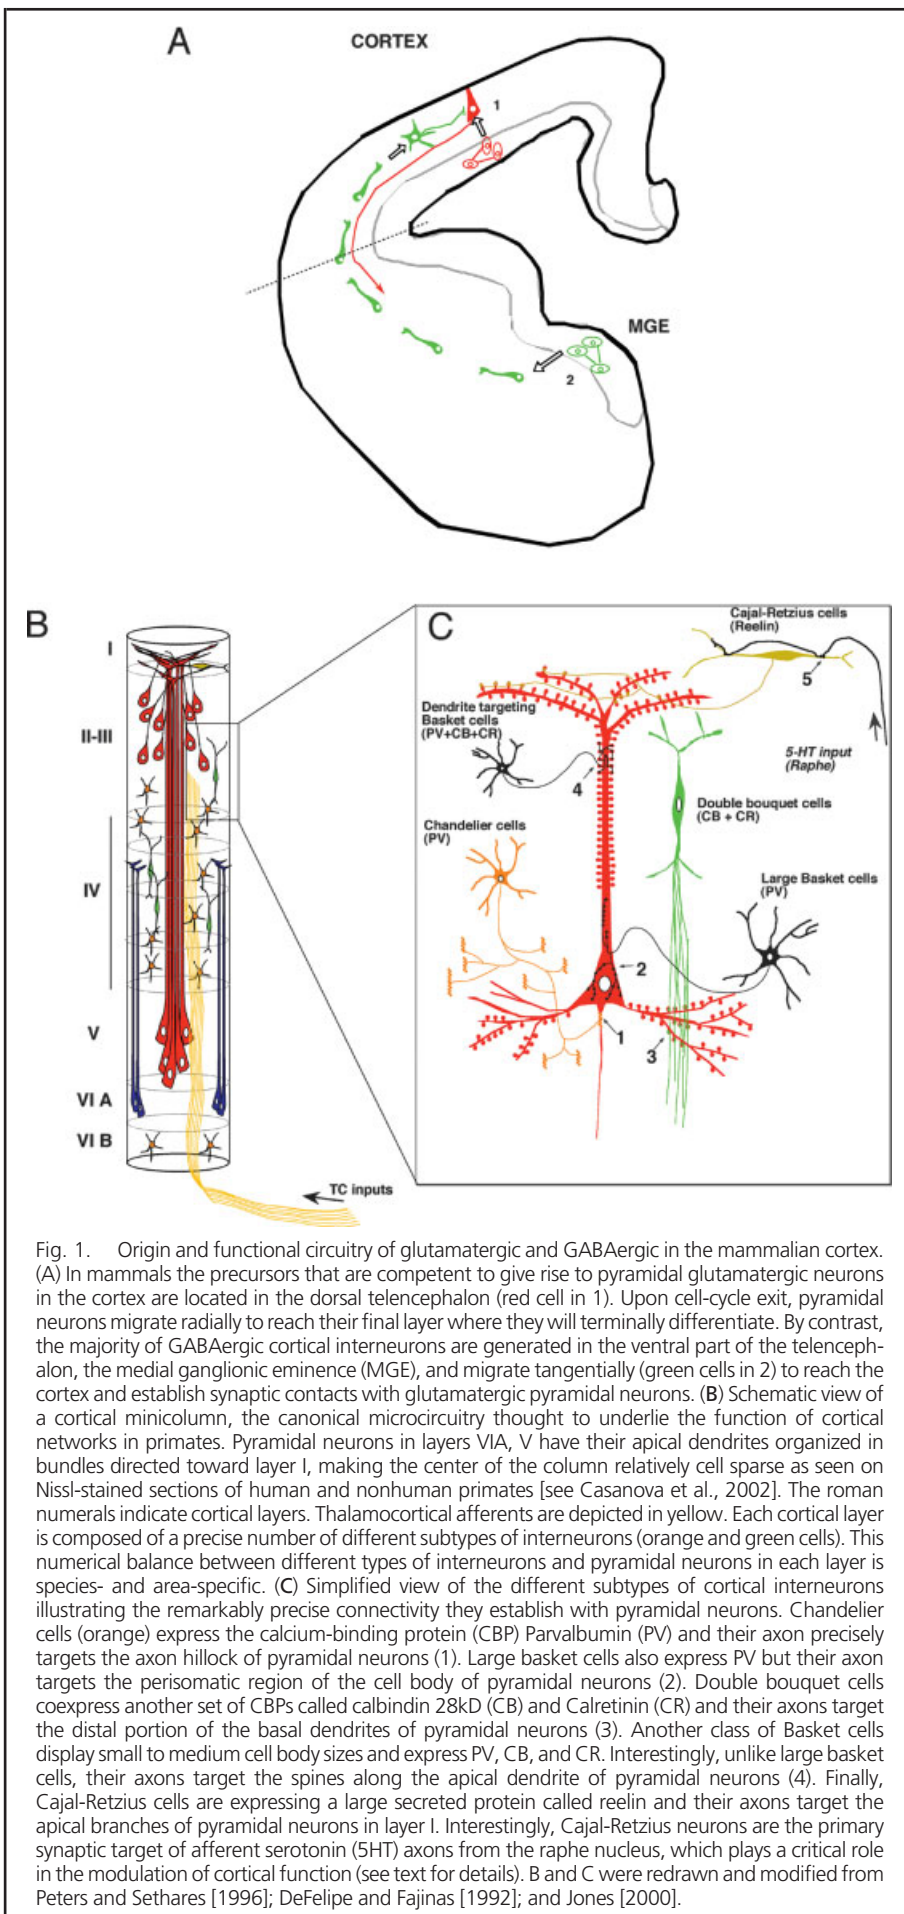 A
CORTEX
1
MGE
2
B
I
II-III
IV
V
VI A
VI B
TC inputs
C
Cajal-Retzius cells
(Reelin)
5
Dendrite targeting
Basket cells
(PV+CB+CR)
4
5-HT input
(Raphe)
Double bouquet cells
(CB + CR)
Chandelier cells
(PV)
Large Basket cells
(PV)
2
1
3
Fig. 1. Origin and functional circuitry of glutamatergic and GABAergic in the mammalian cortex.
(A) In mammals the precursors that are competent to give rise to pyramidal glutamatergic neurons
in the cortex are located in the dorsal telencephalon (red cell in 1). Upon cell-cycle exit, pyramidal
neurons migrate radially to reach their final layer where they will terminally differentiate. By contrast,
the majority of GABAergic cortical interneurons are generated in the ventral part of the telenceph-
alon, the medial ganglionic eminence (MGE), and migrate tangentially (green cells in 2) to reach the
cortex and establish synaptic contacts with glutamatergic pyramidal neurons. (B) Schematic view of
a cortical minicolumn, the canonical microcircuitry thought to underlie the function of cortical
networks in primates. Pyramidal neurons in layers VIA, V have their apical dendrites organized in
bundles directed toward layer I, making the center of the column relatively cell sparse as seen on
Nissl-stained sections of human and nonhuman primates [see Casanova et al., 2002]. The roman
numerals indicate cortical layers. Thalamocortical afferents are depicted in yellow. Each cortical layer
is composed of a precise number of different subtypes of interneurons (orange and green cells). This
numerical balance between different types of interneurons and pyramidal neurons in each layer is
species- and area-specific. (C) Simplified view of the different subtypes of cortical interneurons
illustrating the remarkably precise connectivity they establish with pyramidal neurons. Chandelier
cells (orange) express the calcium-binding protein (CBP) Parvalbumin (PV) and their axon precisely
targets the axon hillock of pyramidal neurons (1). Large basket cells also express PV but their axon
targets the perisomatic region of the cell body of pyramidal neurons (2). Double bouquet cells
coexpress another set of CBPs called calbindin 28kD (CB) and Calretinin (CR) and their axons target
the distal portion of the basal dendrites of pyramidal neurons (3). Another class of Basket cells
display small to medium cell body sizes and express PV, CB, and CR. Interestingly, unlike large basket
cells, their axons target the spines along the apical dendrite of pyramidal neurons (4). Finally,
Cajal-Retzius cells are expressing a large secreted protein called reelin and their axons target the
apical branches of pyramidal neurons in layer I. Interestingly, Cajal-Retzius neurons are the primary
synaptic target of afferent serotonin (5HT) axons from the raphe nucleus, which plays a critical role
in the modulation of cortical function (see text for details). B and C were redrawn and modified from
Peters and Sethares [1996]; DeFelipe and Fajinas [1992]; and Jones [2000].